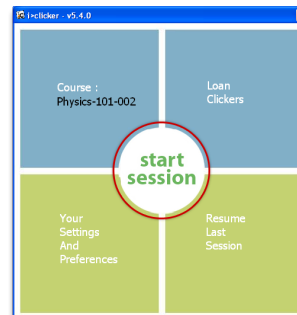 i>clicker - v5.4.0
Course :
Physics-101-002
Loan
Clickers
start
session
Your
Settings
And
Preferences
Resume
Last
Session